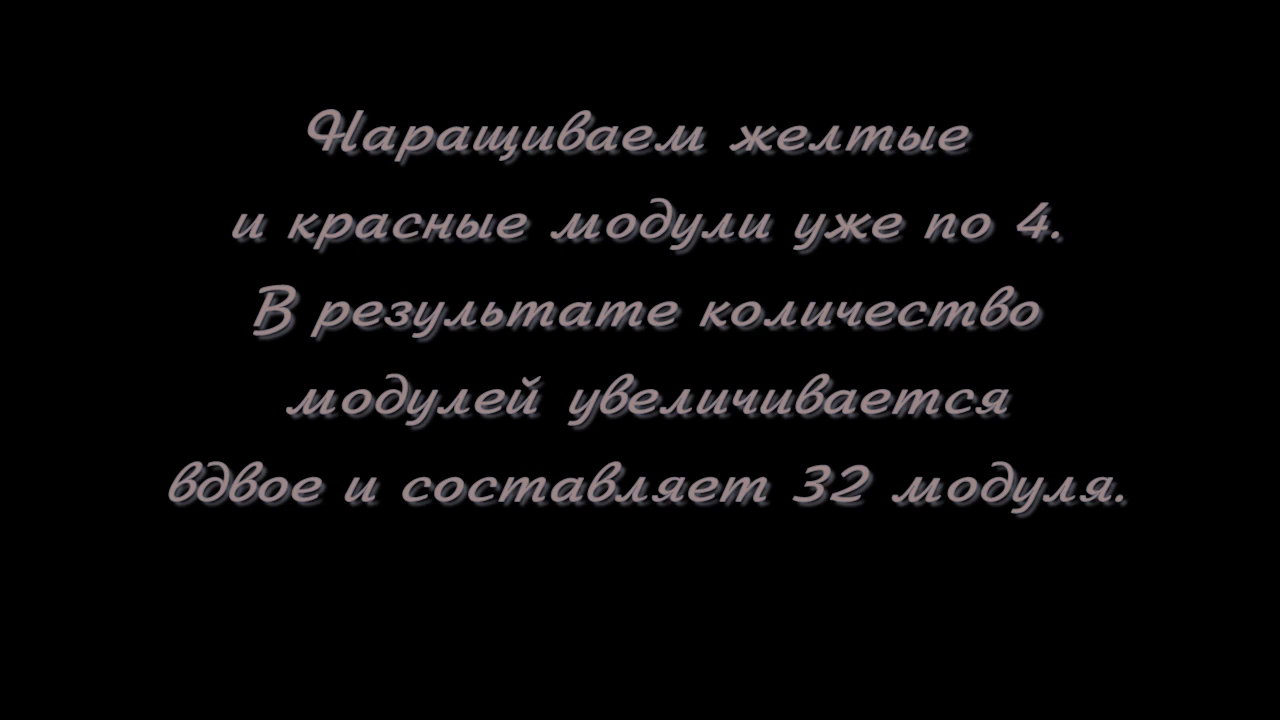 Наращиваем желтые
и красные модули уже по 4.
В результате количество
модулей увеличивается
вдвое и составляет 32 модуля.